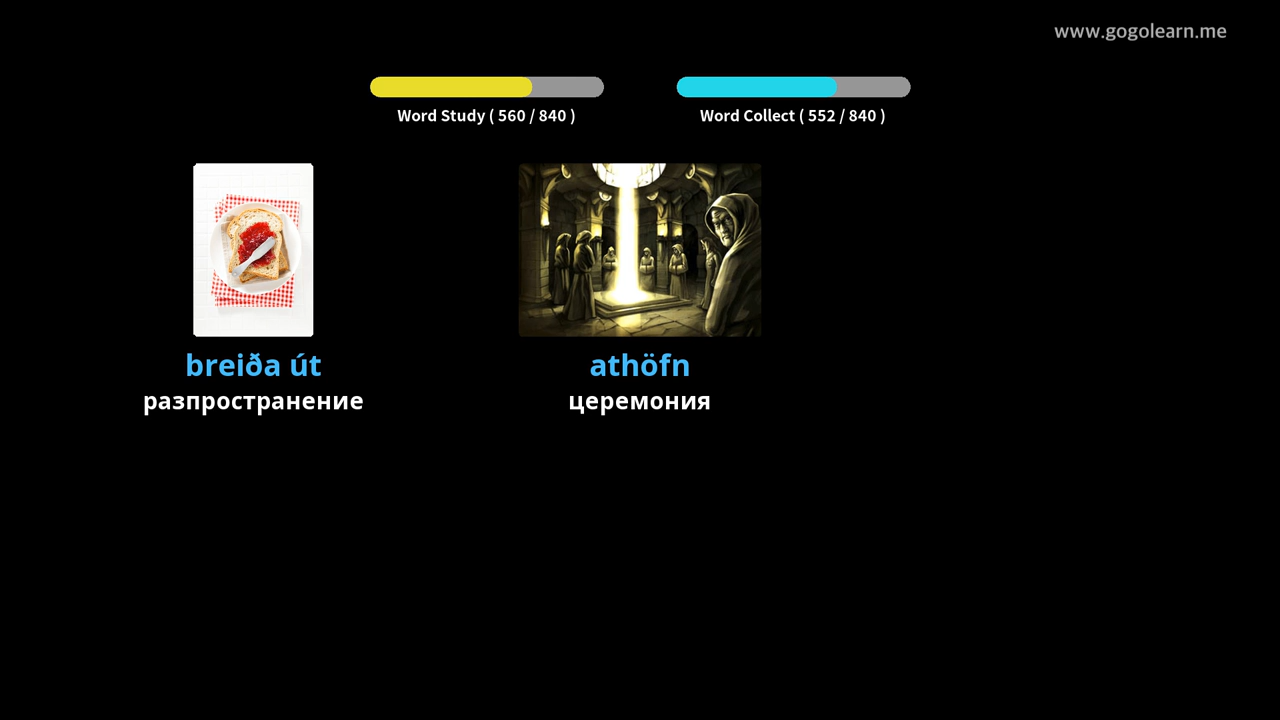 www.gogolearn.me
Word Study ( 560 / 840 )
Word Collect ( 552 / 840 )
breiða út
разпространение
athöfn
церемония